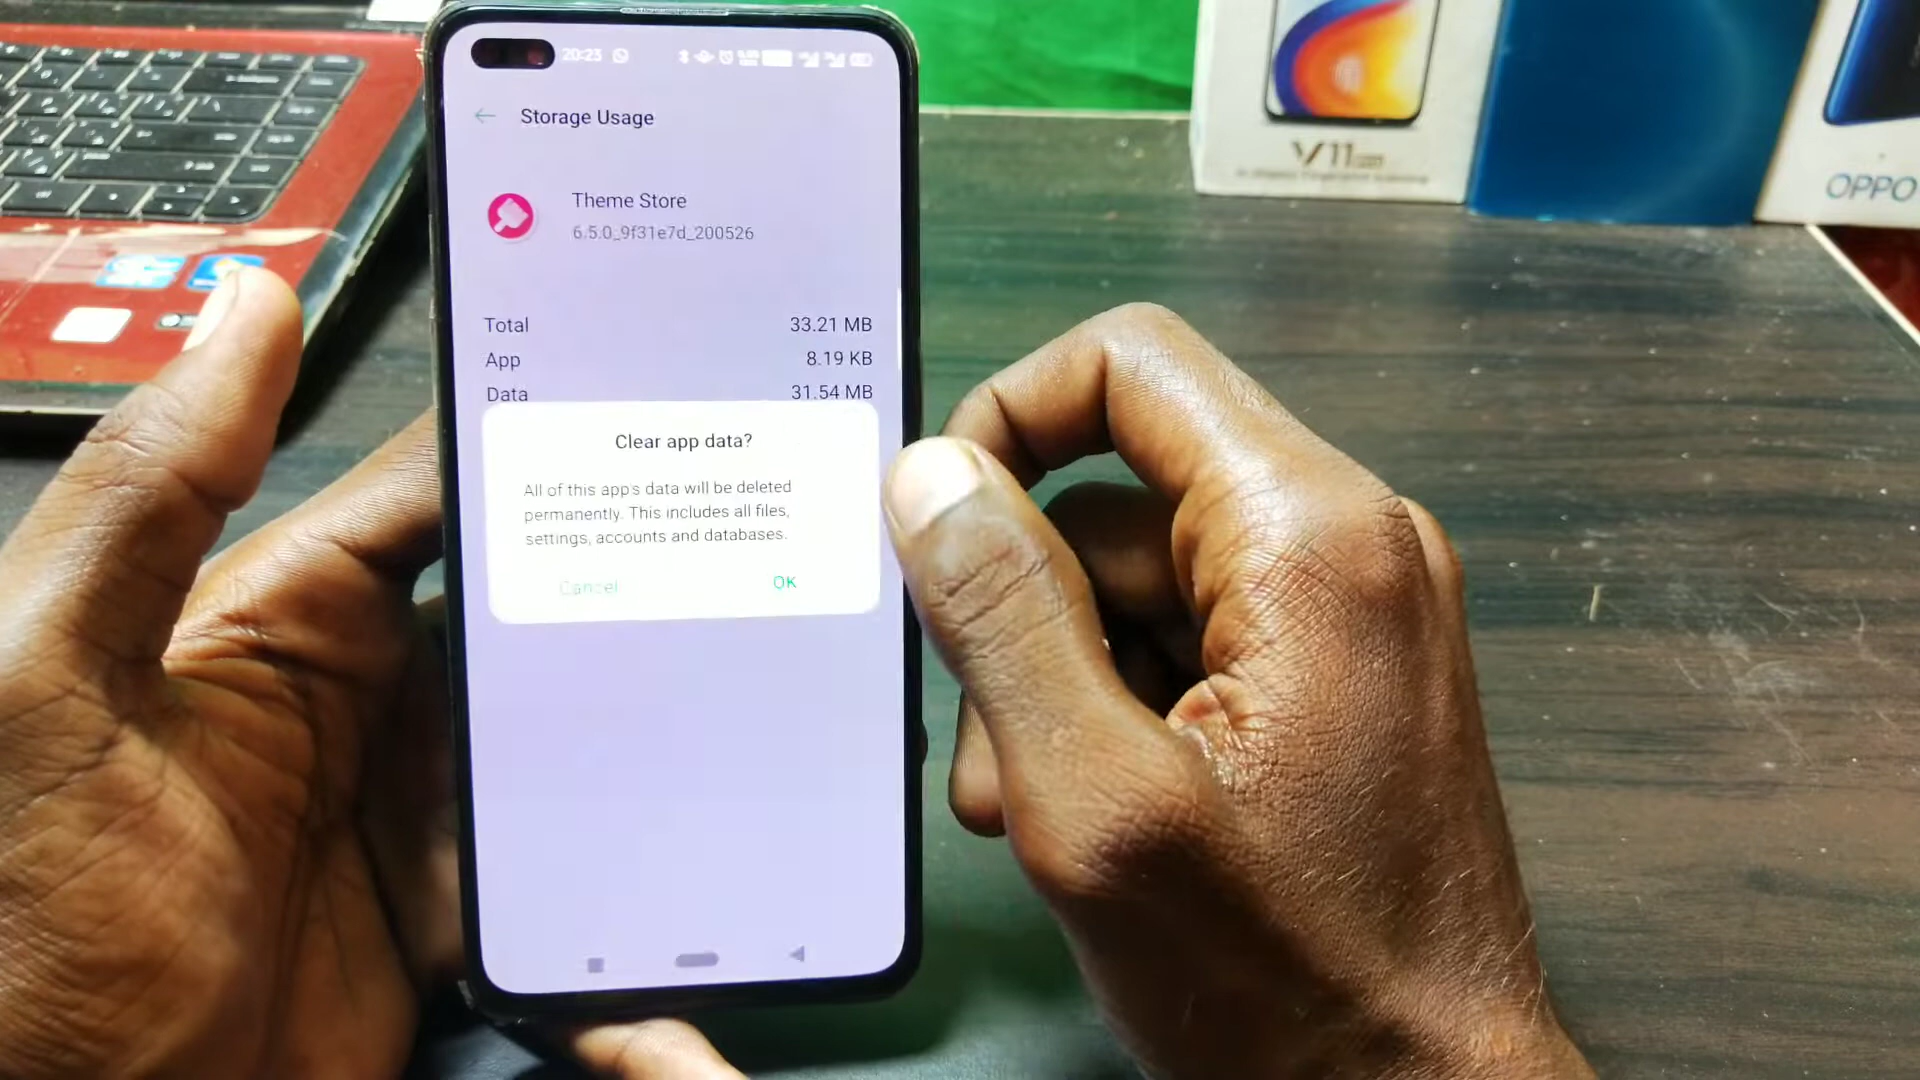 20:23
Storage Usage
Theme Store
6.5.0_9f31e7d_200526
Total 33.21 MB
App 8.19 KB
Data 31.54 MB
Clear app data?
All of this app's data will be deleted
permanently. This includes all files,
settings, accounts and databases.
Cancel OK
V11
OPPO